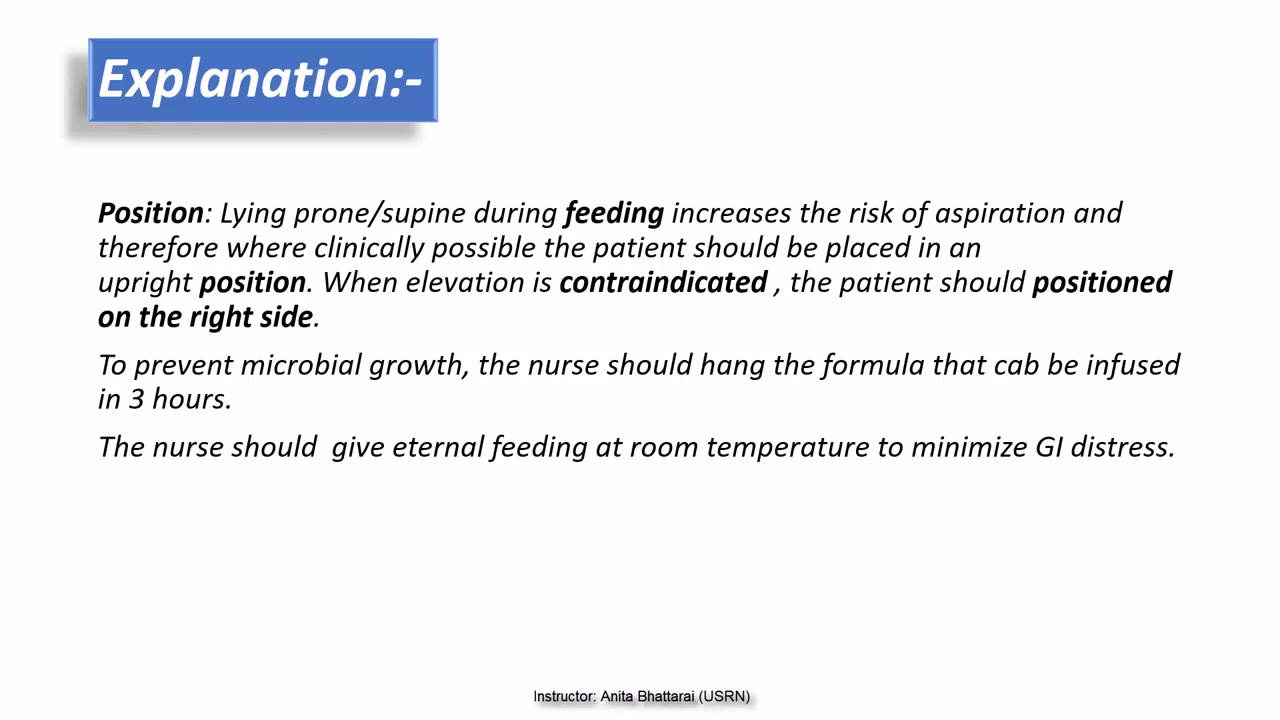 Explanation:-
Position: Lying prone/supine during feeding increases the risk of aspiration and
therefore where clinically possible the patient should be placed in an
upright position. When elevation is contraindicated , the patient should positioned
on the right side.
To prevent microbial growth, the nurse should hang the formula that cab be infused
in 3 hours.
The nurse should  give eternal feeding at room temperature to minimize GI distress.
Instructor: Anita Bhattarai (USRN)